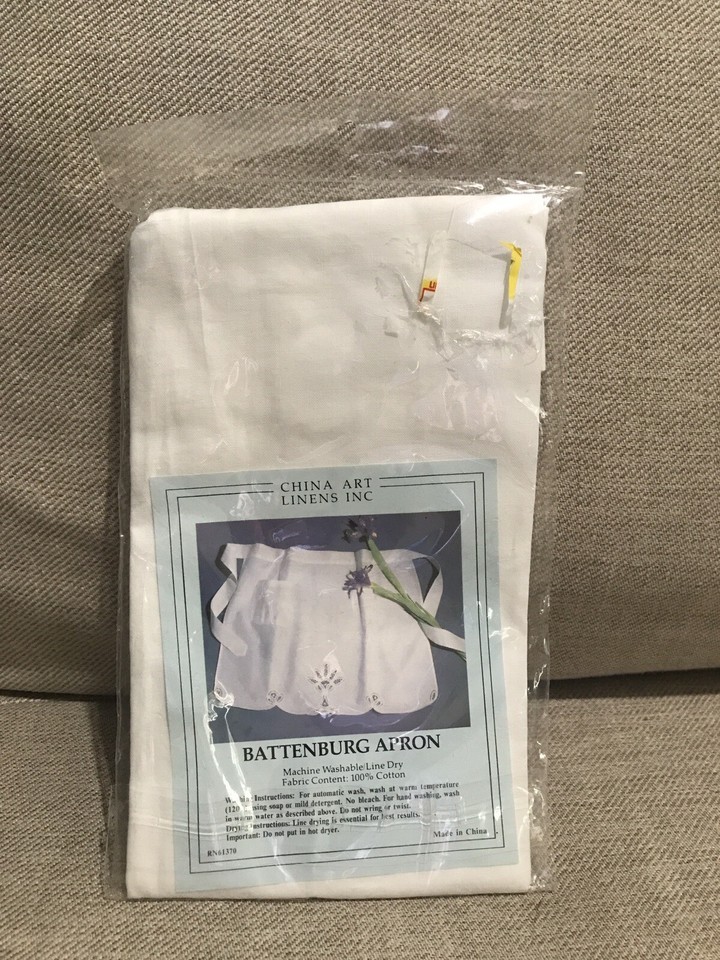 CHINA ART
LINENS INC
BATTENBURG APRON
Machine Washable/Line Dry
Fabric Content: 100% Cotton
Instructions: For automatic wash, wash at warm temperature
(120 using soap or mild detergent. No bleach. For hand washing, wash
in warm water as described above. Do not wring or twist.
Drying Instructions: Line drying is essential for best results.
Important: Do not put in hot dryer.
Made in China
RN61370